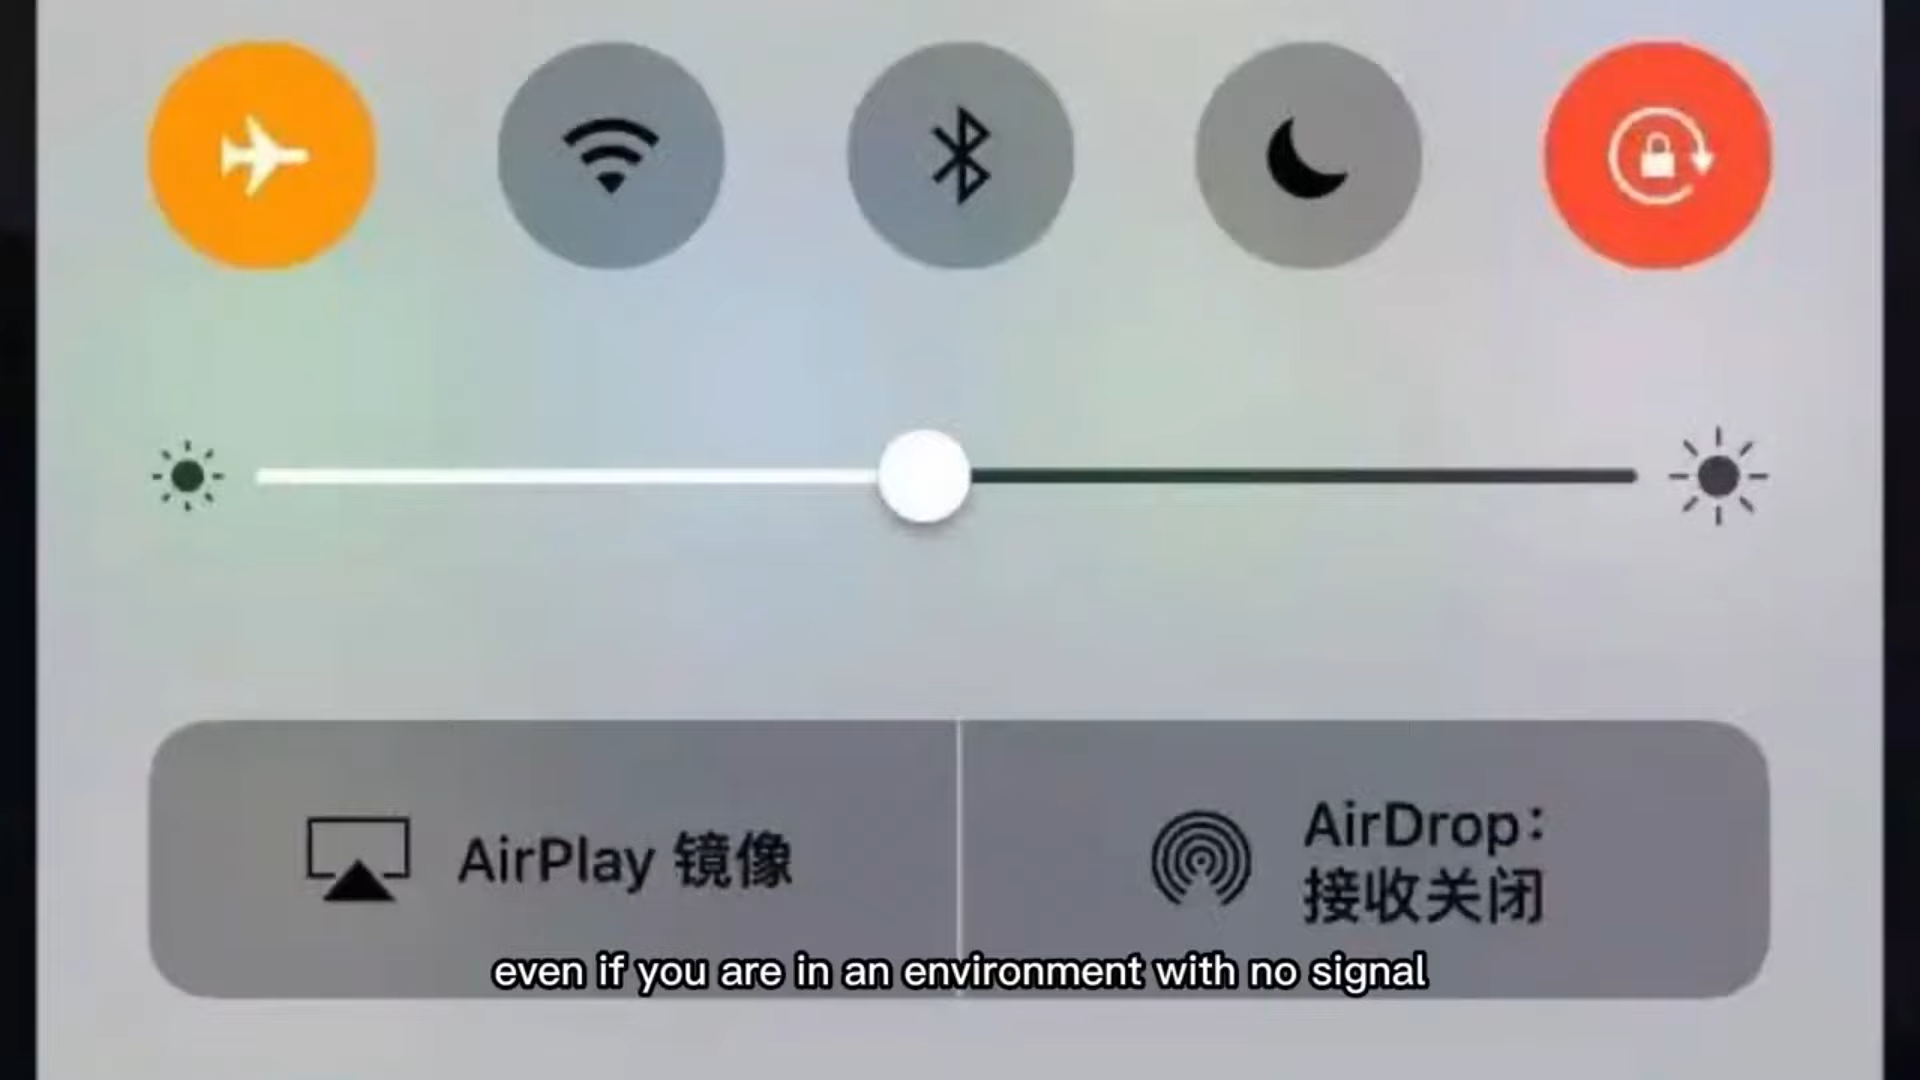 AirPlay 镜像
AirDrop:
接收关闭
even if you are in an environment with no signal